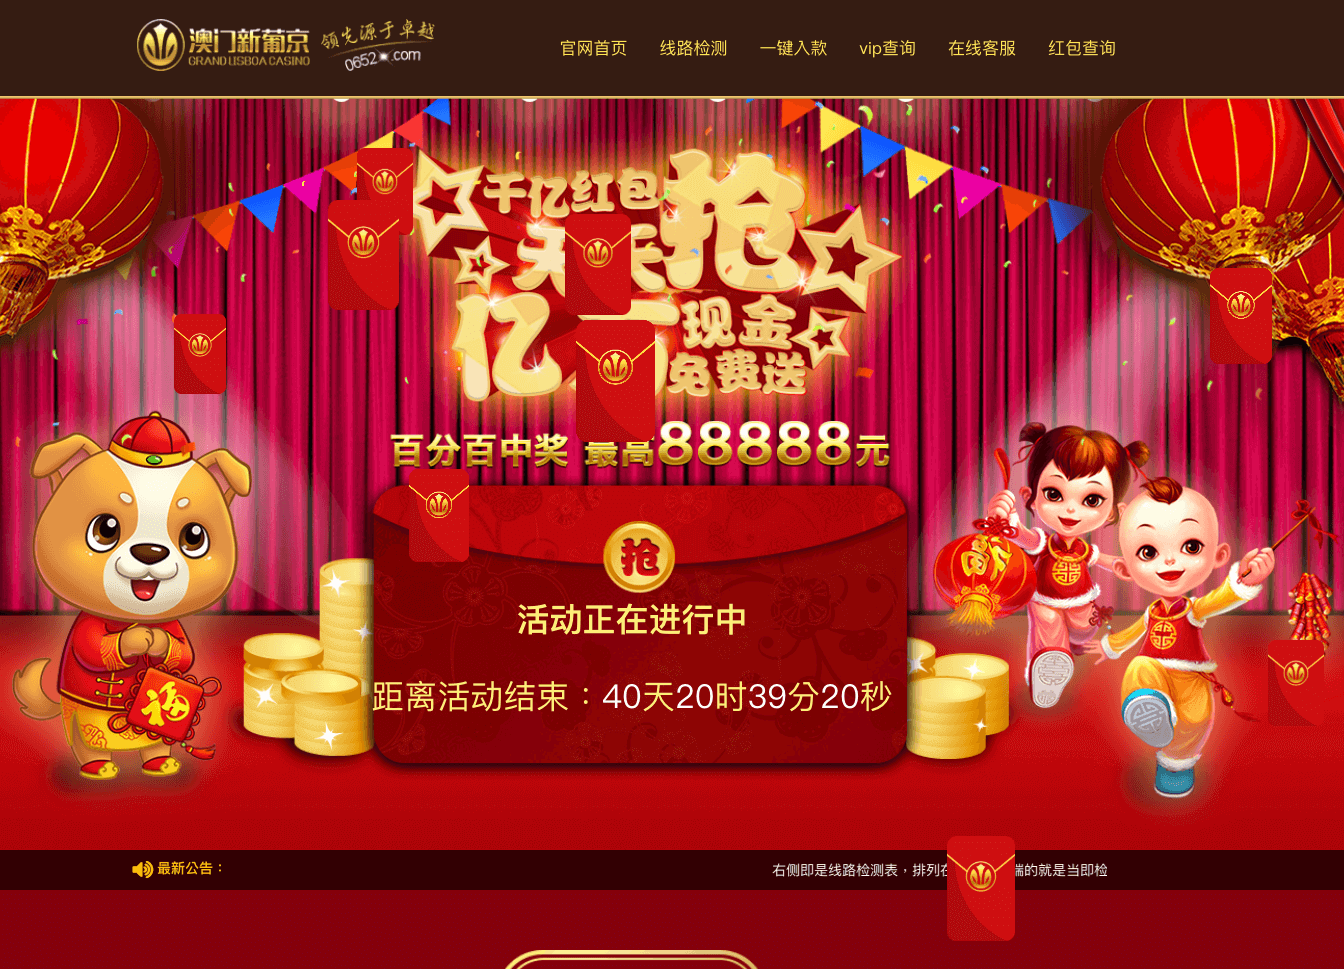 澳门新葡京
GRAND LISBOA CASINO
领先源于卓越
0652.com
官网首页 线路检测 一键入款 vip查询 在线客服 红包查询
千亿红包
抢
亿
现金
免费送
百分百中奖 最高88888元
抢
活动正在进行中
距离活动结束：40天20时39分20秒
福
福
最新公告：
右侧即是线路检测表，排列 端的就是当即检